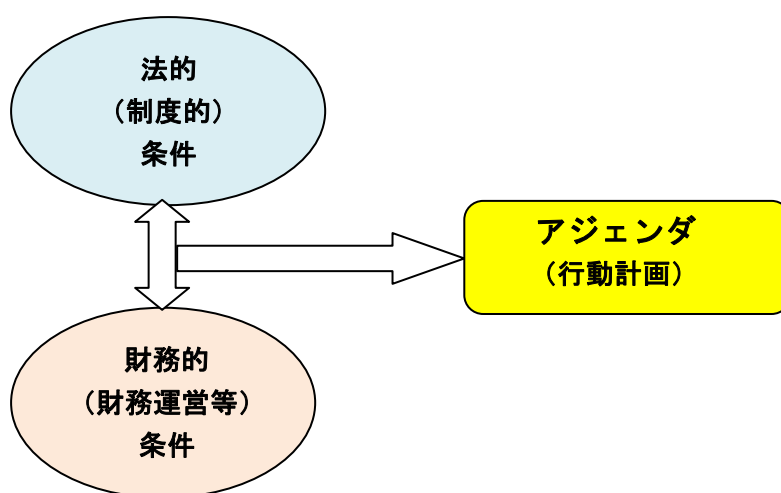 法的
（制度的）
条件
アジェンダ
（行動計画）
財務的
（財務運営等）
条件